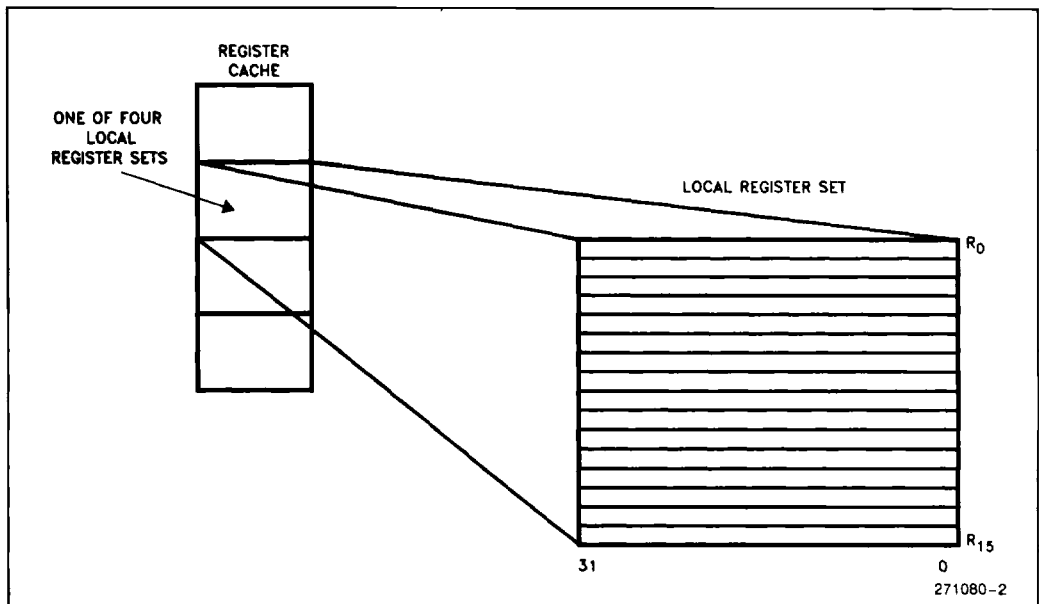 REGISTER
CACHE
ONE OF FOUR
LOCAL
REGISTER SETS
LOCAL REGISTER SET
R0
R15
31
0
271080-2